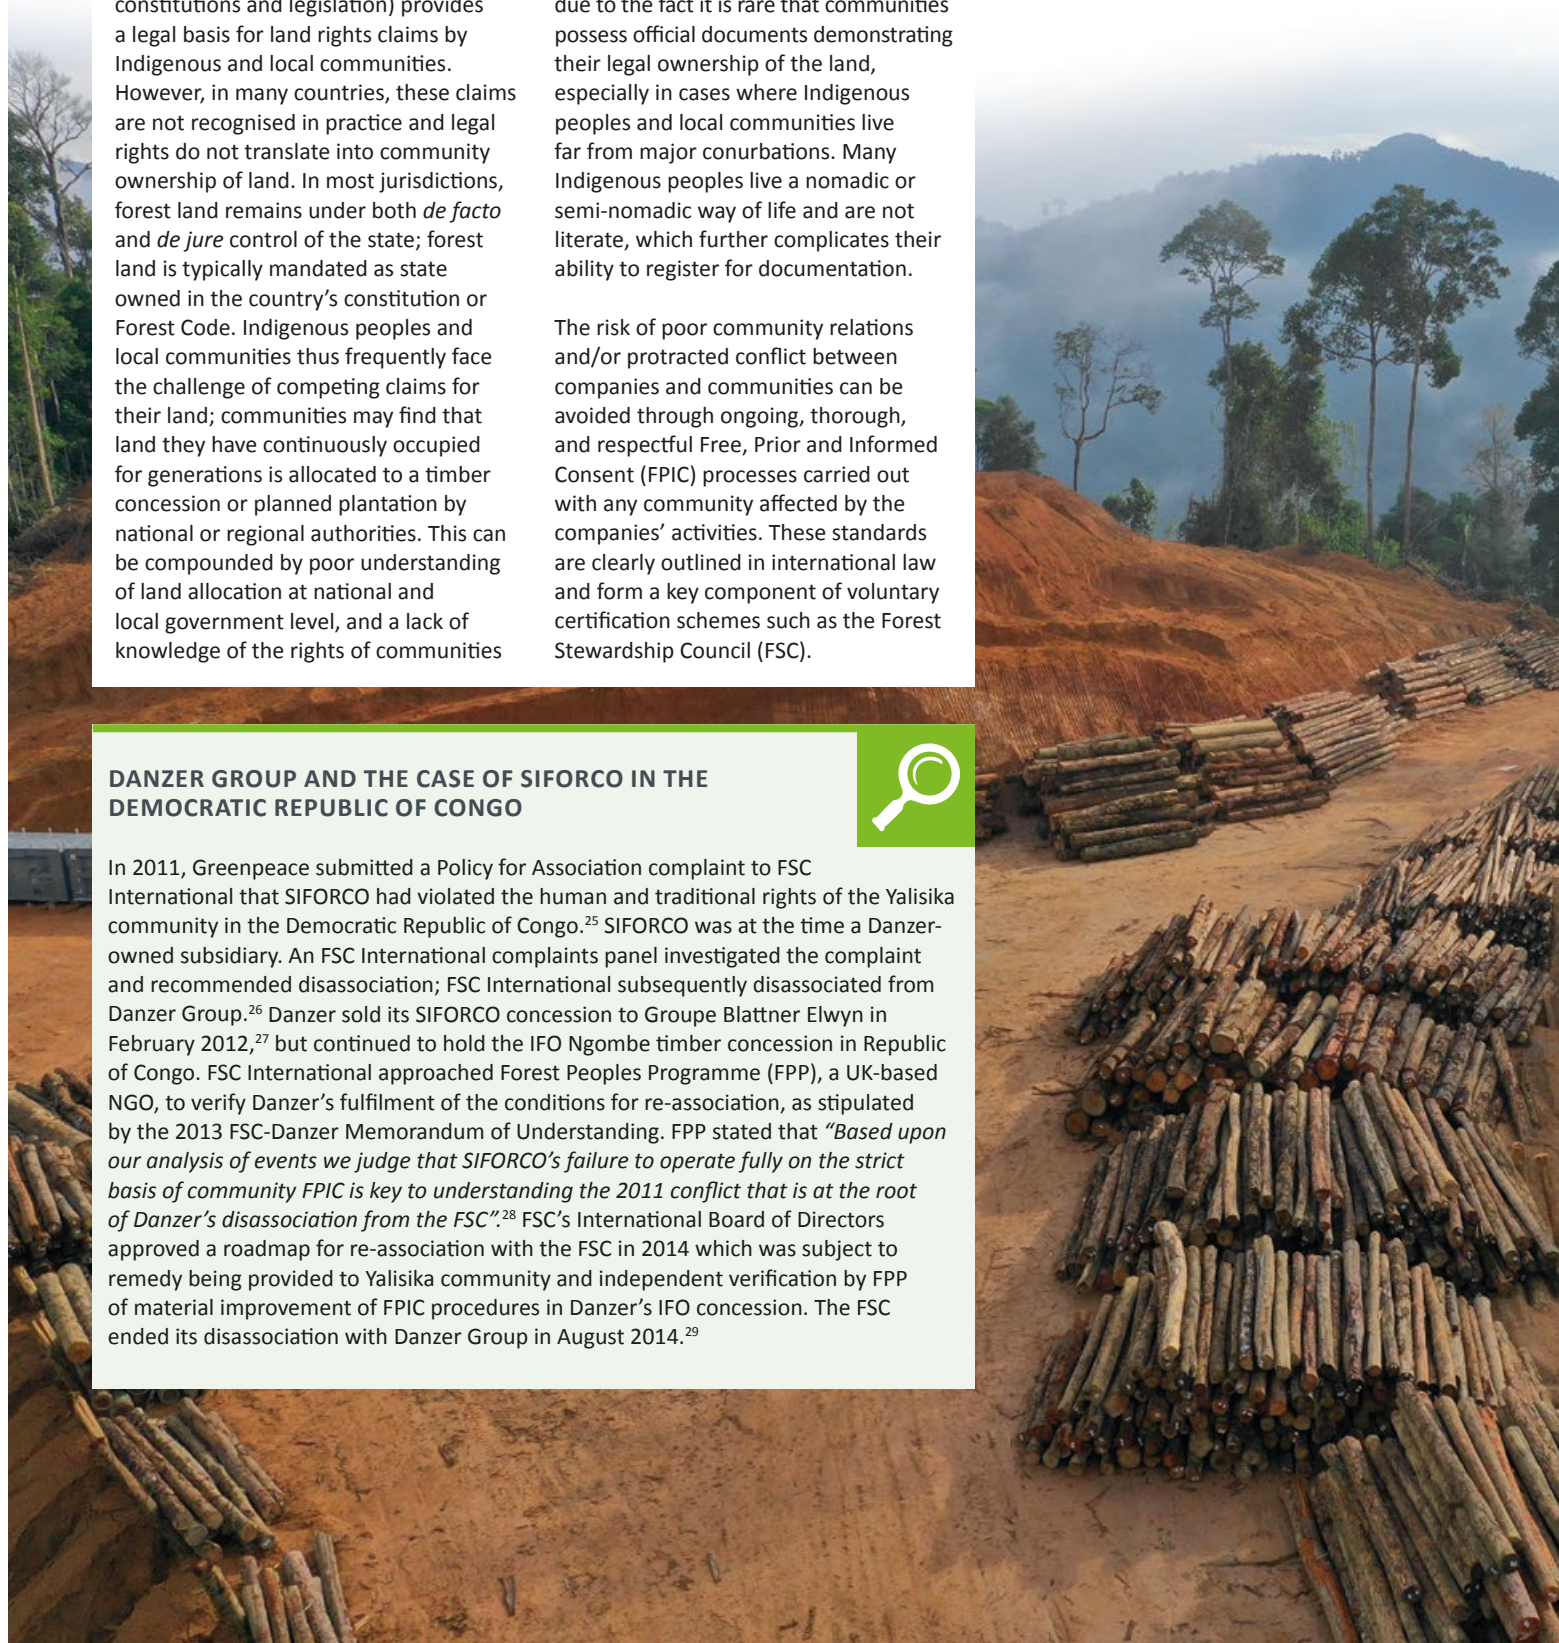 constitutions and legislation) provides
a legal basis for land rights claims by
Indigenous and local communities.
However, in many countries, these claims
are not recognised in practice and legal
rights do not translate into community
ownership of land. In most jurisdictions,
forest land remains under both de facto
and de jure control of the state; forest
land is typically mandated as state
owned in the country’s constitution or
Forest Code. Indigenous peoples and
local communities thus frequently face
the challenge of competing claims for
their land; communities may find that
land they have continuously occupied
for generations is allocated to a timber
concession or planned plantation by
national or regional authorities. This can
be compounded by poor understanding
of land allocation at national and
local government level, and a lack of
knowledge of the rights of communities
due to the fact it is rare that communities
possess official documents demonstrating
their legal ownership of the land,
especially in cases where Indigenous
peoples and local communities live
far from major conurbations. Many
Indigenous peoples live a nomadic or
semi-nomadic way of life and are not
literate, which further complicates their
ability to register for documentation.
The risk of poor community relations
and/or protracted conflict between
companies and communities can be
avoided through ongoing, thorough,
and respectful Free, Prior and Informed
Consent (FPIC) processes carried out
with any community affected by the
companies’ activities. These standards
are clearly outlined in international law
and form a key component of voluntary
certification schemes such as the Forest
Stewardship Council (FSC).
DANZER GROUP AND THE CASE OF SIFORCO IN THE
DEMOCRATIC REPUBLIC OF CONGO
In 2011, Greenpeace submitted a Policy for Association complaint to FSC
International that SIFORCO had violated the human and traditional rights of the Yalisika
community in the Democratic Republic of Congo.25 SIFORCO was at the time a Danzer-
owned subsidiary. An FSC International complaints panel investigated the complaint
and recommended disassociation; FSC International subsequently disassociated from
Danzer Group.26 Danzer sold its SIFORCO concession to Groupe Blattner Elwyn in
February 2012,27 but continued to hold the IFO Ngombe timber concession in Republic
of Congo. FSC International approached Forest Peoples Programme (FPP), a UK-based
NGO, to verify Danzer’s fulfilment of the conditions for re-association, as stipulated
by the 2013 FSC-Danzer Memorandum of Understanding. FPP stated that “Based upon
our analysis of events we judge that SIFORCO’s failure to operate fully on the strict
basis of community FPIC is key to understanding the 2011 conflict that is at the root
of Danzer’s disassociation from the FSC”.28 FSC’s International Board of Directors
approved a roadmap for re-association with the FSC in 2014 which was subject to
remedy being provided to Yalisika community and independent verification by FPP
of material improvement of FPIC procedures in Danzer’s IFO concession. The FSC
ended its disassociation with Danzer Group in August 2014.29